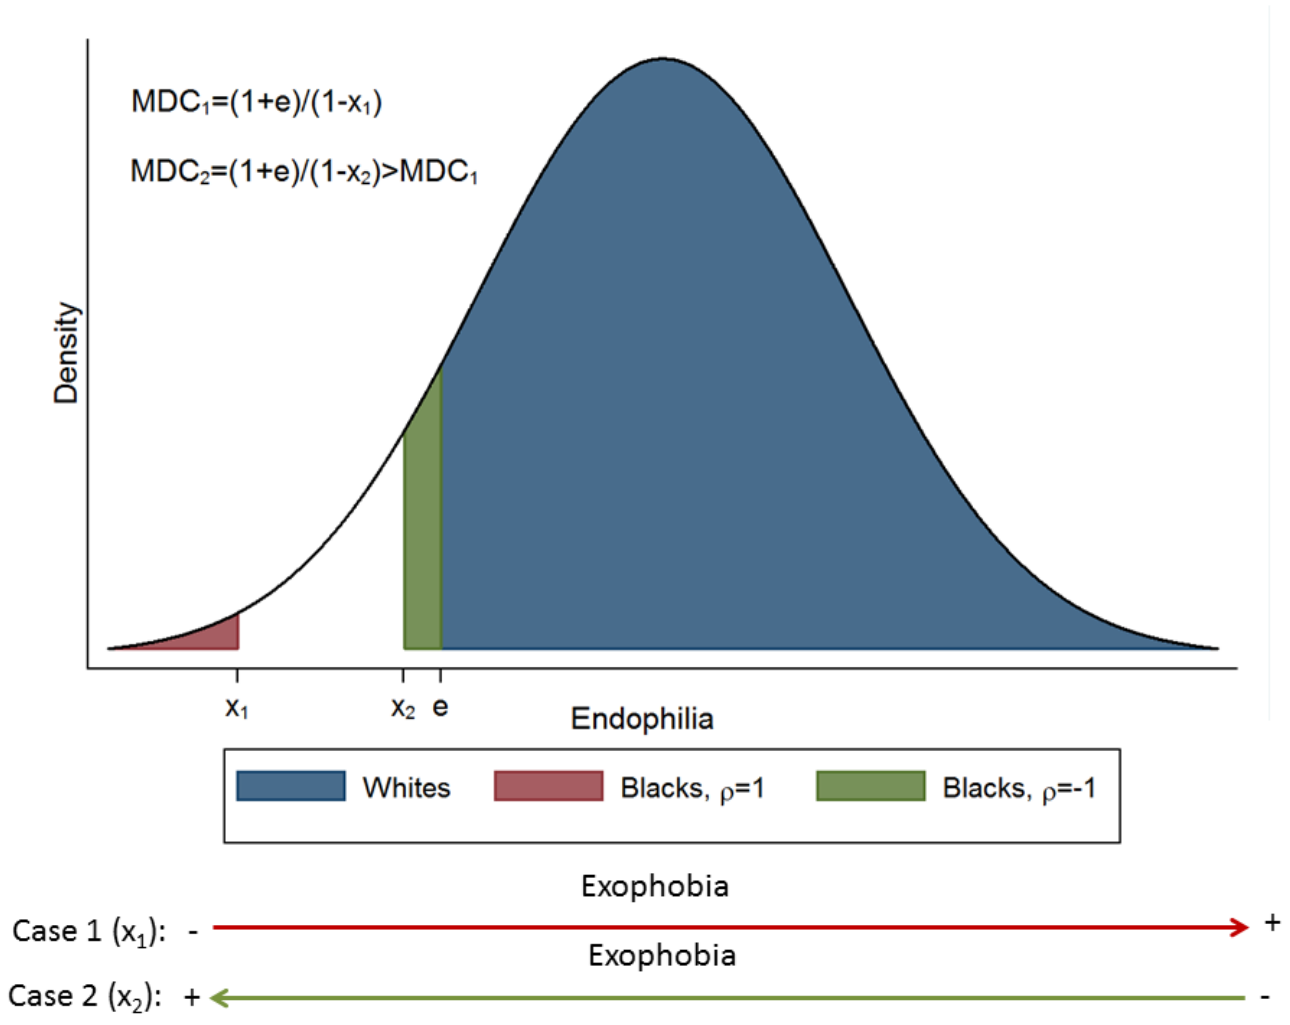 MDC₁=(1+e)/(1-x₁)
MDC₂=(1+e)/(1-x₂)>MDC₁
Density
x₁ x₂ e
Endophilia
Whites Blacks, ρ=1 Blacks, ρ=-1
Exophobia
Case 1 (x₁): - +
Exophobia
Case 2 (x₂): + -